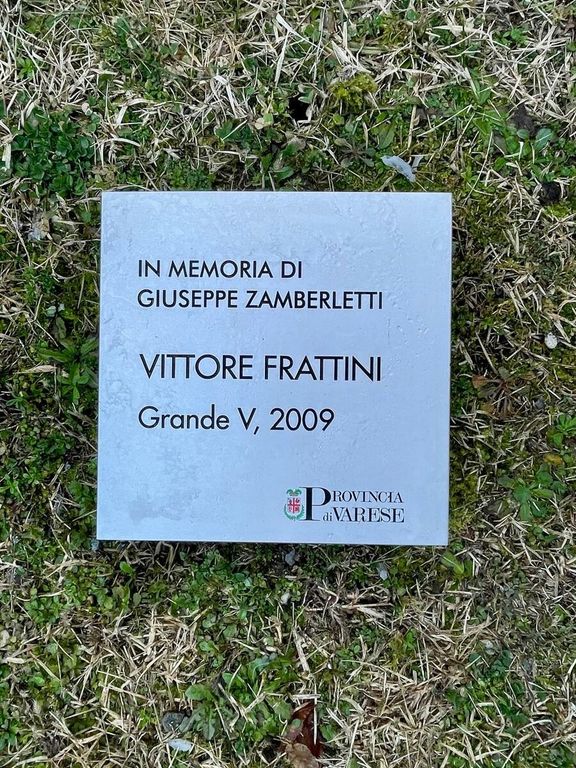 IN MEMORIA DI
GIUSEPPE ZAMBERLETTI
VITTORE FRATTINI
Grande V, 2009
PROVINCIA
di VARESE